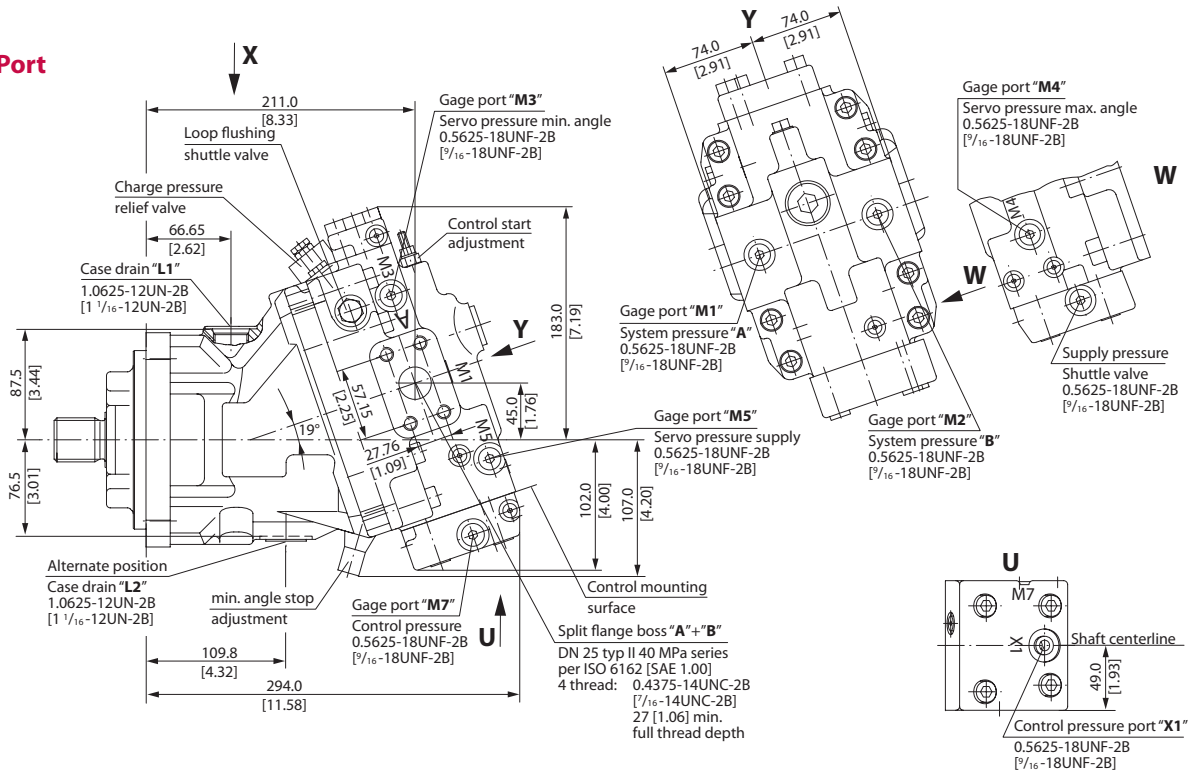 Port
X
211.0
[8.33]
Loop flushing
shuttle valve
Charge pressure
relief valve
66.65
[2.62]
Case drain "L1"
1.0625-12UN-2B
[1 1/16-12UN-2B]
Gage port "M3"
Servo pressure min. angle
0.5625-18UNF-2B
[9/16-18UNF-2B]
Control start
adjustment
183.0
[7.19]
M3
A
M1
M5
Y
87.5
[3.44]
76.5
[3.01]
19°
57.15
[2.25]
27.76
[1.09]
45.0
[1.76]
102.0
[4.00]
107.0
[4.20]
Gage port "M5"
Servo pressure supply
0.5625-18UNF-2B
[9/16-18UNF-2B]
Alternate position
Case drain "L2"
1.0625-12UN-2B
[1 1/16-12UN-2B]
min. angle stop
adjustment
Gage port "M7"
Control pressure
0.5625-18UNF-2B
[9/16-18UNF-2B]
U
Control mounting
surface
Split flange boss "A"+"B"
DN 25 typ II 40 MPa series
per ISO 6162 [SAE 1.00]
4 thread: 0.4375-14UNC-2B
[7/16-14UNC-2B]
27 [1.06] min.
full thread depth
109.8
[4.32]
294.0
[11.58]
Y
74.0
[2.91]
74.0
[2.91]
W
Gage port "M1"
System pressure "A"
0.5625-18UNF-2B
[9/16-18UNF-2B]
Gage port "M2"
System pressure "B"
0.5625-18UNF-2B
[9/16-18UNF-2B]
Gage port "M4"
Servo pressure max. angle
0.5625-18UNF-2B
[9/16-18UNF-2B]
W
M4
Supply pressure
Shuttle valve
0.5625-18UNF-2B
[9/16-18UNF-2B]
U
M7
X1
Shaft centerline
49.0
[1.93]
Control pressure port "X1"
0.5625-18UNF-2B
[9/16-18UNF-2B]